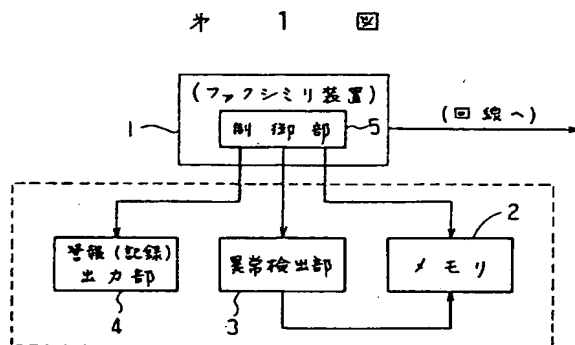 第 1 図
(ファクシミリ装置)
1
制御部
5
(回線へ)
2
警報(記録)
出力部
異常検出部
メモリ
4
3